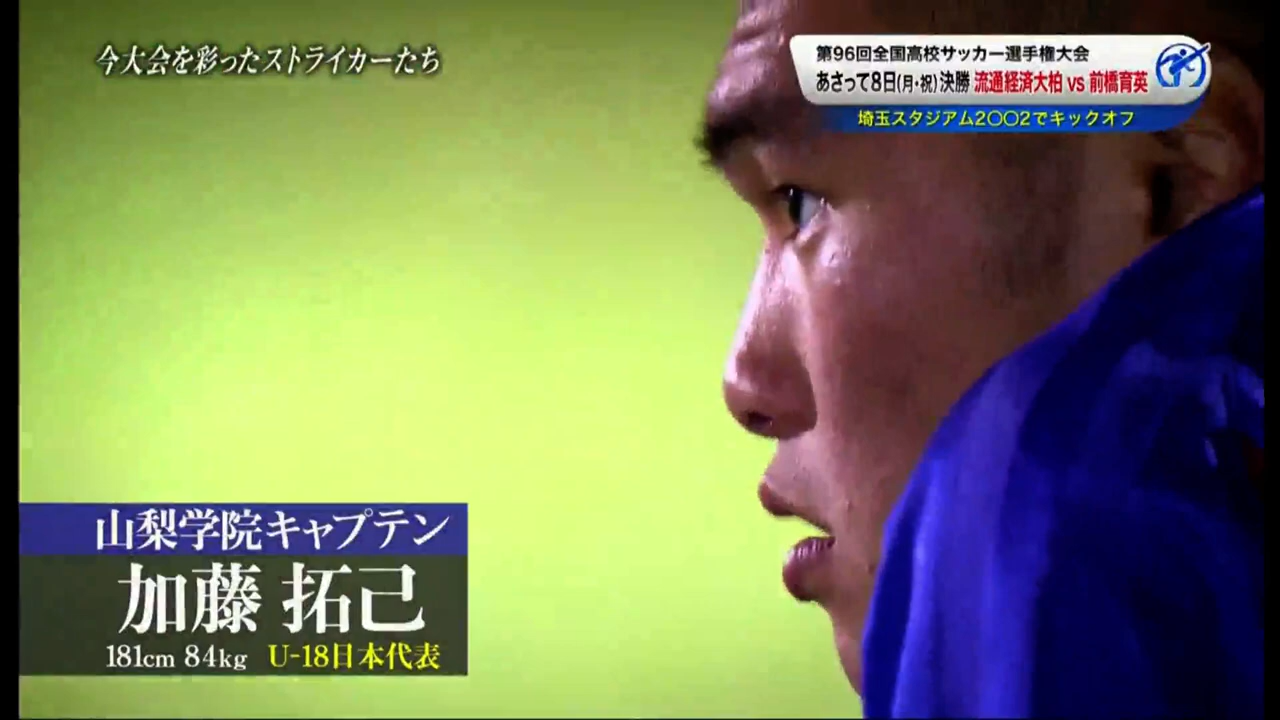 今大会を彩ったストライカーたち
第96回全国高校サッカー選手権大会
あさって8日(月・祝)決勝 流通経済大柏 vs 前橋育英
埼玉スタジアム2〇〇2でキックオフ
山梨学院キャプテン
加藤 拓己
181cm 84kg U-18日本代表